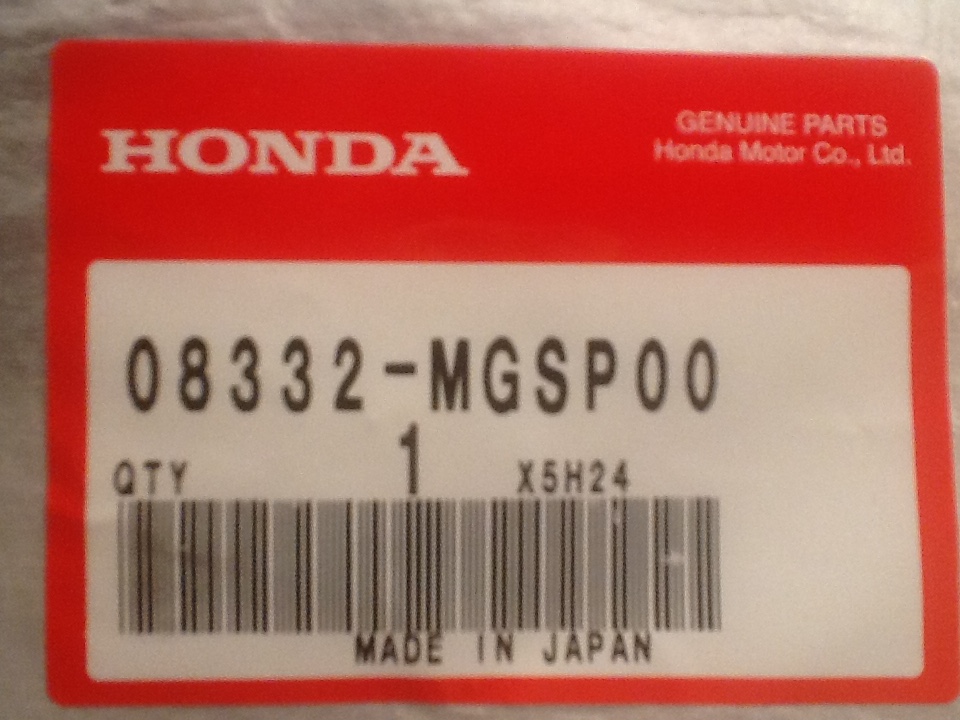 HONDA
GENUINE PARTS
Honda Motor Co., Ltd.
08332-MGSP00
QTY 1 X5H24
MADE IN JAPAN